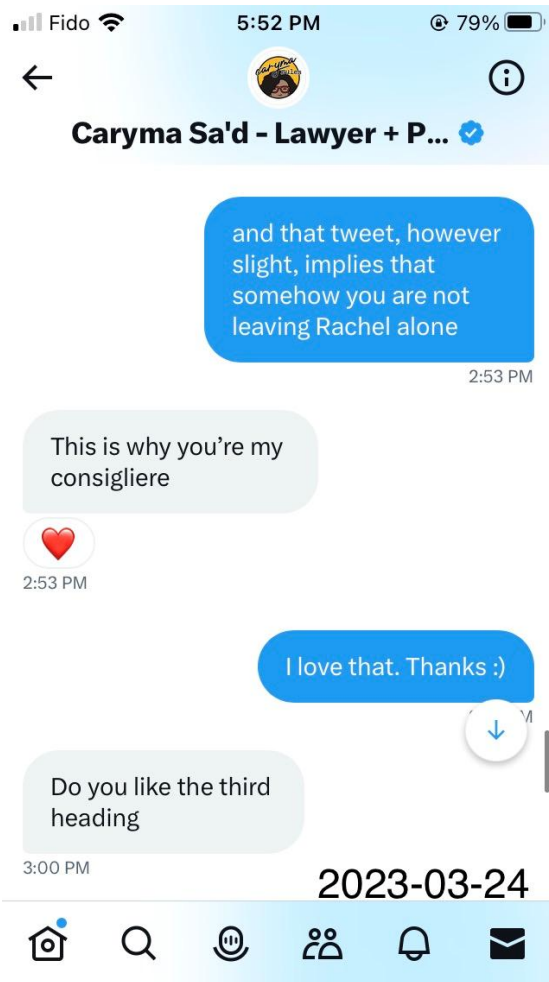 Fido
5:52 PM
79%
Caryma Sa'd - Lawyer + P...
and that tweet, however
slight, implies that
somehow you are not
leaving Rachel alone
2:53 PM
This is why you’re my
consigliere
2:53 PM
I love that. Thanks :)
Do you like the third
heading
3:00 PM
2023-03-24